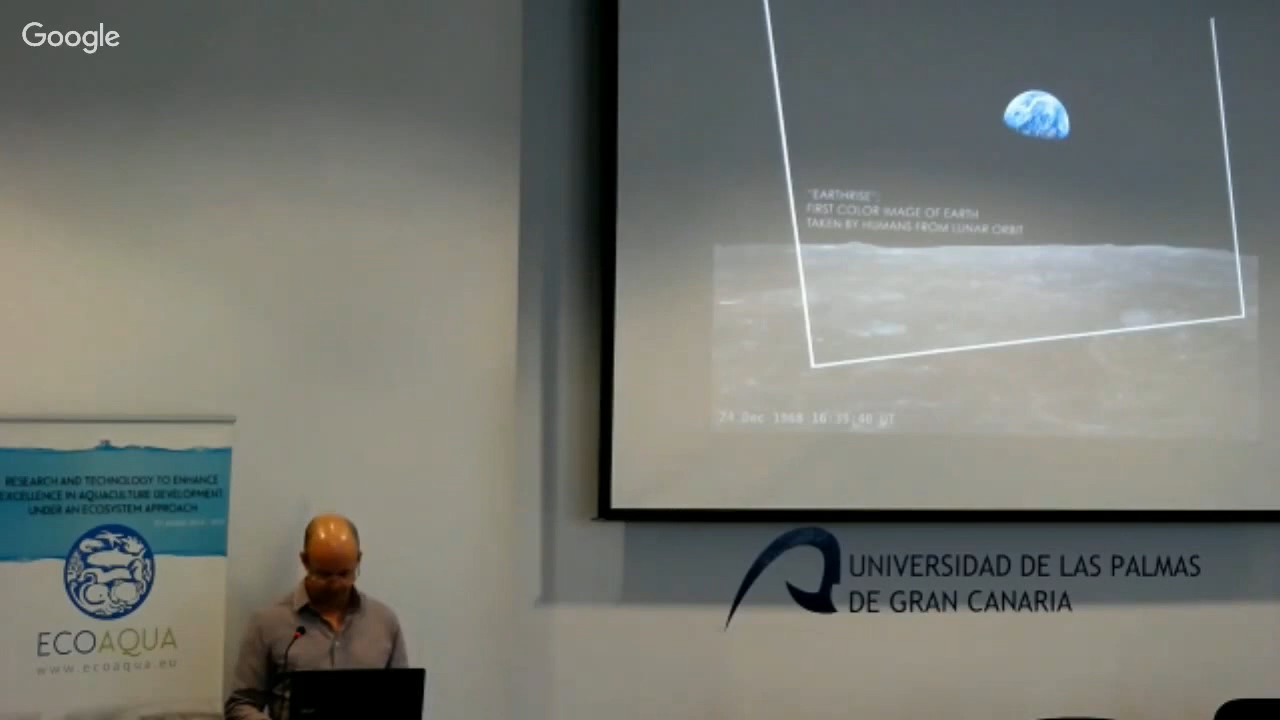 Google
"EARTHRISE":
FIRST COLOR IMAGE OF EARTH
TAKEN BY HUMANS FROM LUNAR ORBIT
24 Dec 1968 16:39:40 UT
RESEARCH AND TECHNOLOGY TO ENHANCE
EXCELLENCE IN AQUACULTURE DEVELOPMENT
UNDER AN ECOSYSTEM APPROACH
ECOAQUA
www.ecoaqua.eu
UNIVERSIDAD DE LAS PALMAS
DE GRAN CANARIA